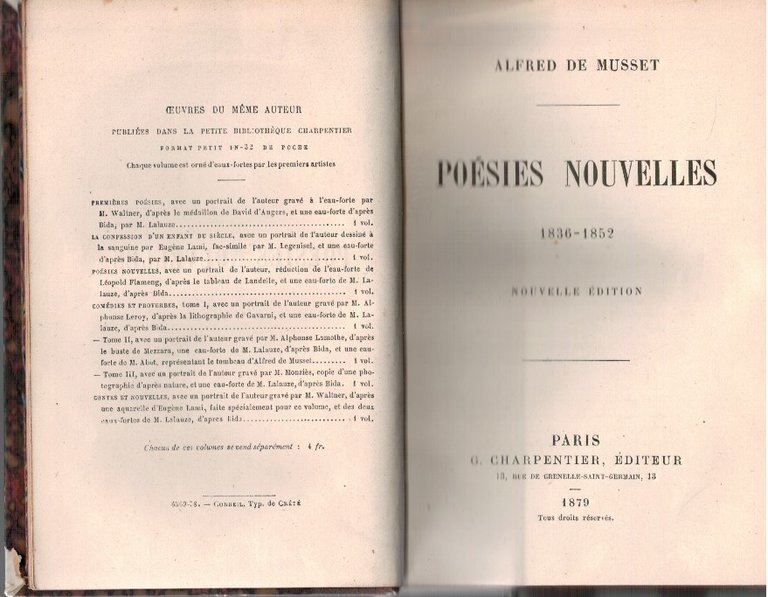 ŒUVRES DU MÊME AUTEUR
PUBLIÉES DANS LA PETITE BIBLIOTHÈQUE CHARPENTIER
FORMAT PETIT IN-32 DE POCHE
Chaque volume est orné d'eaux-fortes par les premiers artistes
PREMIÈRES POÉSIES, avec un portrait de l'auteur gravé à l'eau-forte par
M. Waltner, d'après le médaillon de David d'Angers, et une eau-forte d'après
Bida, par M. Lalauze................................................ 1 vol.
LA CONFESSION D'UN ENFANT DU SIÈCLE, avec un portrait de l'auteur dessiné à
la sanguine par Eugène Lami, fac-simile par M. Legenisel, et une eau-forte
d'après Bida, par M. Lalauze................................... 1 vol.
POÉSIES NOUVELLES, avec un portrait de l'auteur, réduction de l'eau-forte de
Léopold Flameng, d'après le tableau de Landelle, et une eau-forte de M. La-
lauze, d'après Bida................................................ 1 vol.
COMÉDIES ET PROVERBES, tome I, avec un portrait de l'auteur gravé par M. Al-
phonse Leroy, d'après la lithographie de Gavarni, et une eau-forte de M. La-
lauze, d'après Bida................................................ 1 vol.
— Tome II, avec un portrait de l'auteur gravé par M. Alphonse Lamothe, d'après
le buste de Mezzara, une eau-forte de M. Lalauze, d'après Bida, et une eau-
forte de M. Abot, représentant le tombeau d'Alfred de Musset......... 1 vol.
— Tome III, avec un portrait de l'auteur gravé par M. Monziès, copie d'une pho-
tographie d'après nature, et une eau-forte de M. Lalauze, d'après Bida. 1 vol.
CONTES ET NOUVELLES, avec un portrait de l'auteur gravé par M. Waltner, d'après
une aquarelle d'Eugène Lami, faite spécialement pour ce volume, et des deux
eaux-fortes de M. Lalauze, d'après Bida........................... 1 vol.
Chacun de ces volumes se vend séparément : 4 fr.
CORBEIL. Typ. de CRÉTÉ
ALFRED DE MUSSET
POÉSIES NOUVELLES
1836-1852
NOUVELLE ÉDITION
PARIS
G. CHARPENTIER, ÉDITEUR
13, RUE DE GRENELLE-SAINT-GERMAIN, 13
1879
Tous droits réservés.